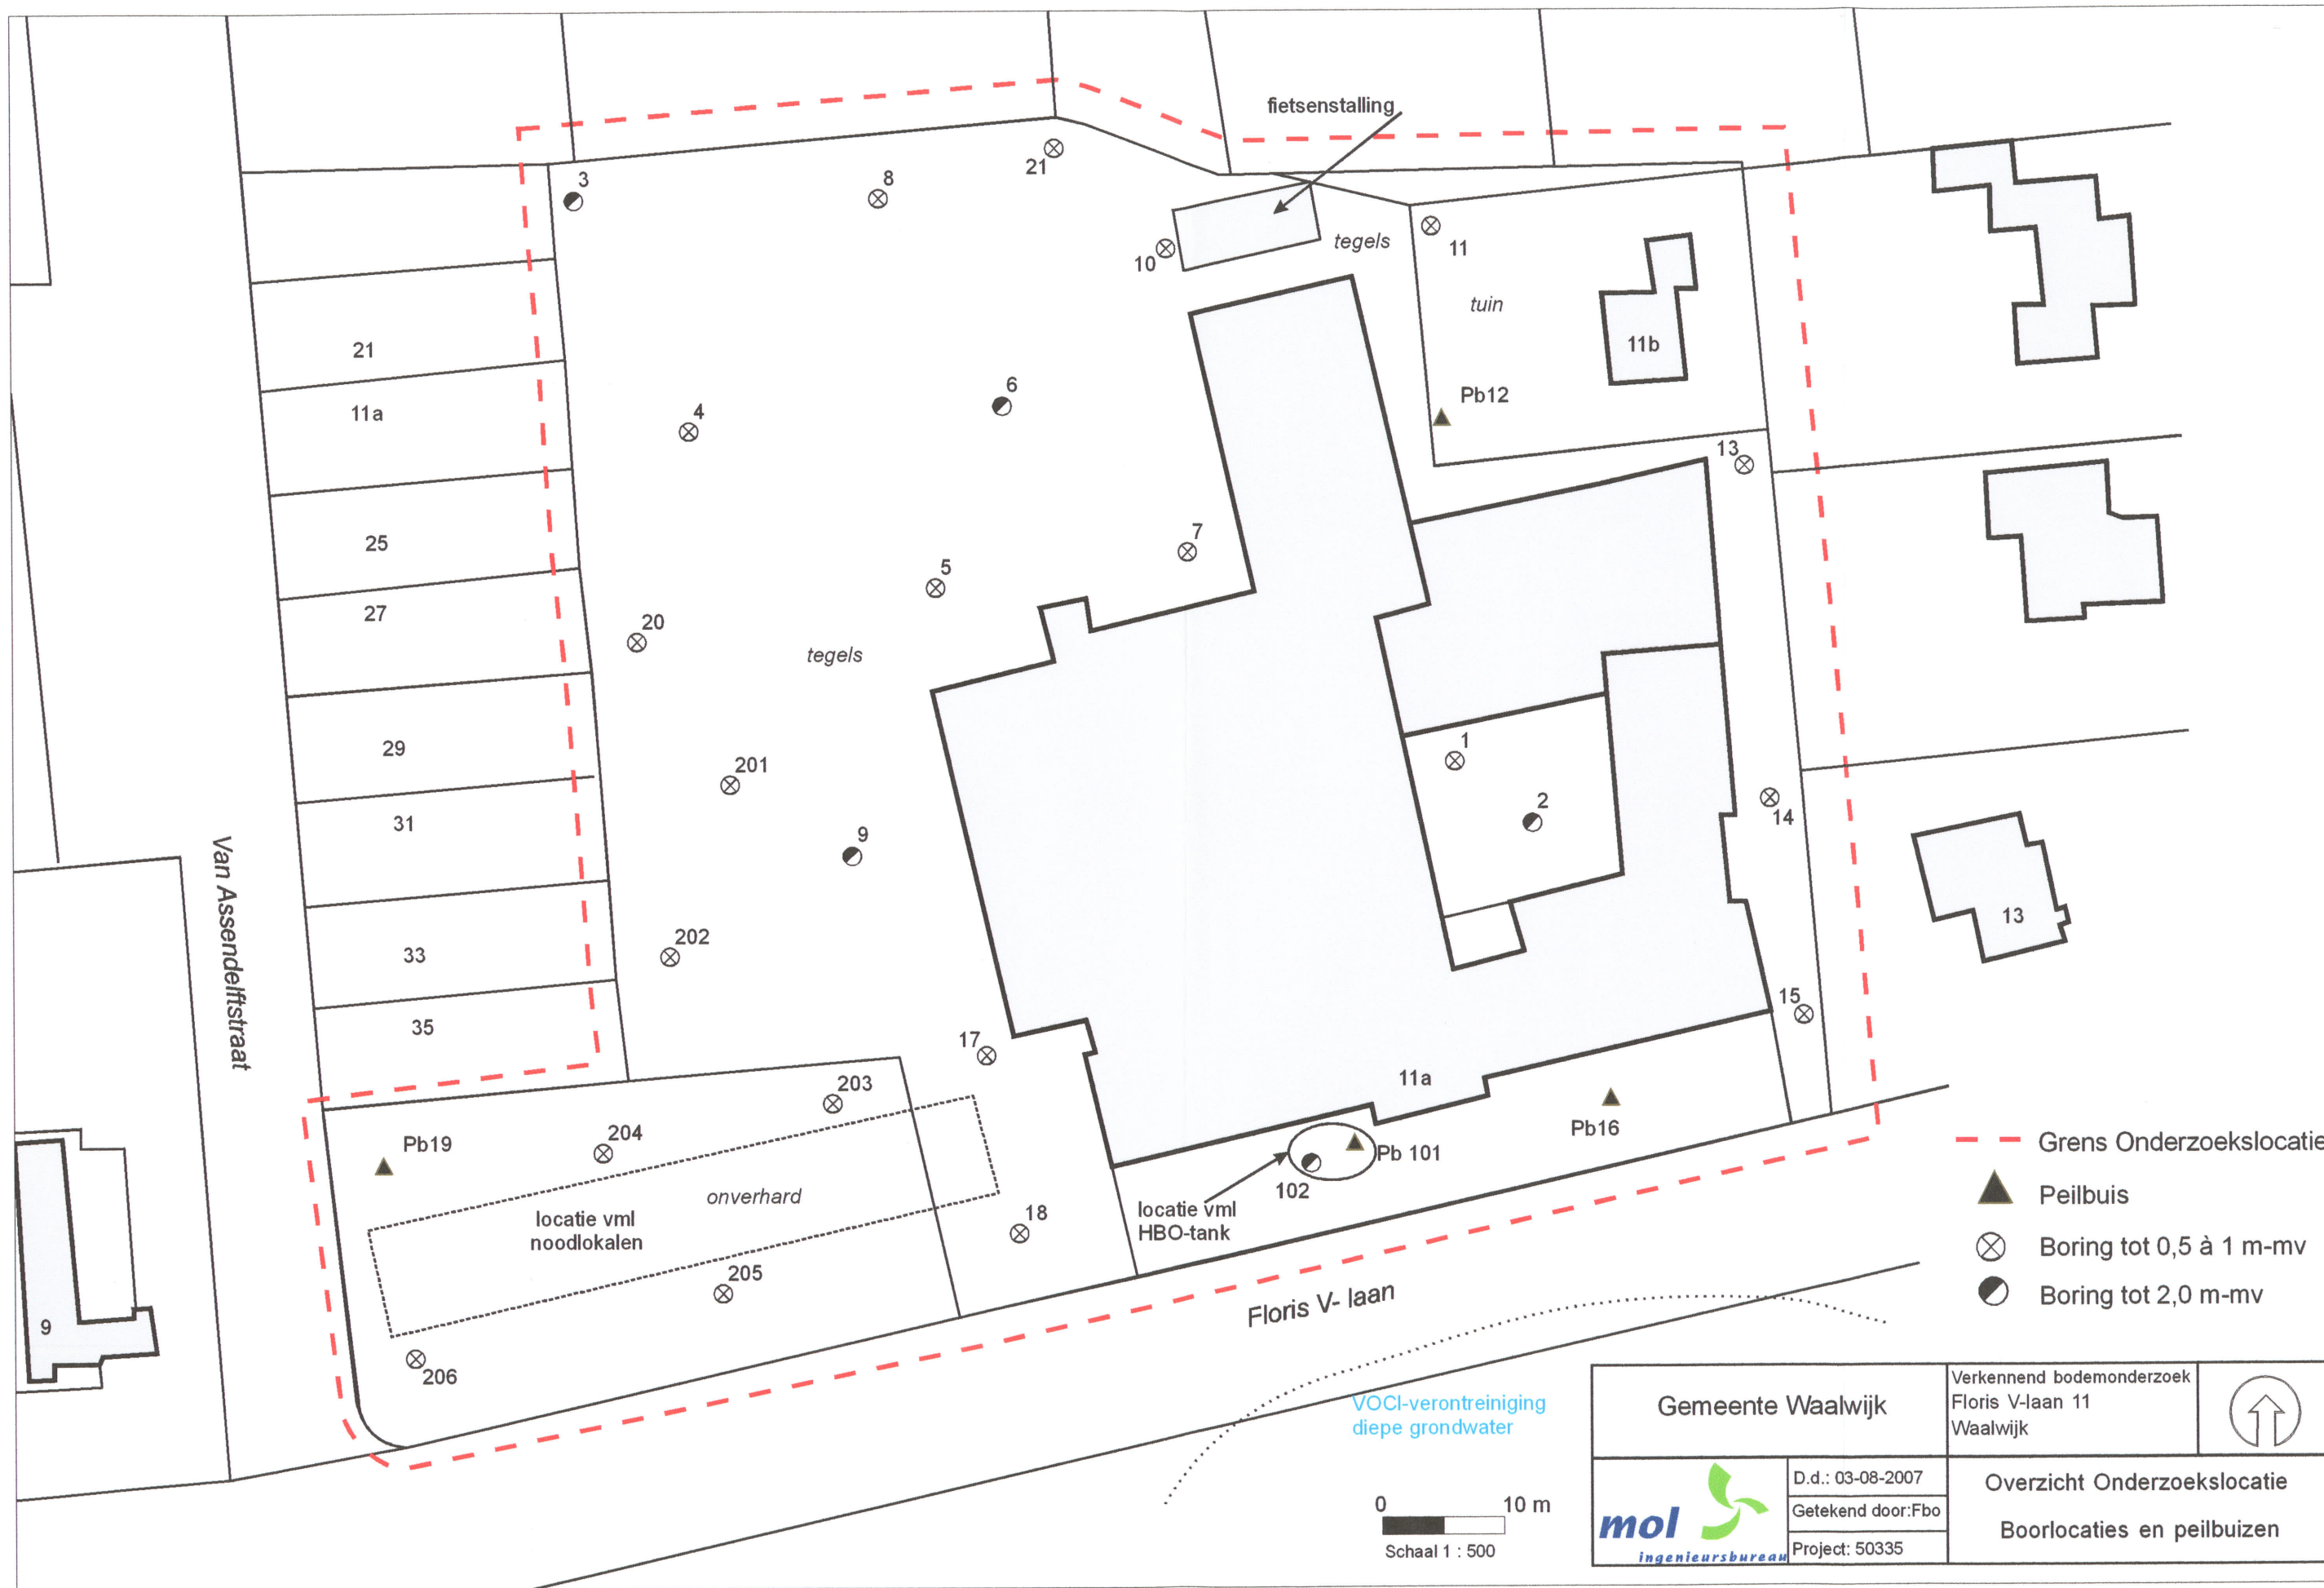 fietsenstalling
3
8
21
10
tegels
11
tuin
11b
Pb12
21
11a
4
6
13
25
7
5
27
20
tegels
29
201
1
31
9
2
14
Van Assendelftstraat
33
202
13
35
17
15
203
11a
Pb19
204
Pb16
Pb 101
102
onverhard
locatie vml
noodlokalen
18
locatie vml
HBO-tank
205
206
9
Floris V- laan
Grens Onderzoekslocatie
Peilbuis
Boring tot 0,5 à 1 m-mv
Boring tot 2,0 m-mv
VOCl-verontreiniging
diepe grondwater
0 10 m
Schaal 1 : 500
Gemeente Waalwijk
Verkennend bodemonderzoek
Floris V-laan 11
Waalwijk
mol
ingenieursbureau
D.d.: 03-08-2007
Getekend door:Fbo
Project: 50335
Overzicht Onderzoekslocatie
Boorlocaties en peilbuizen